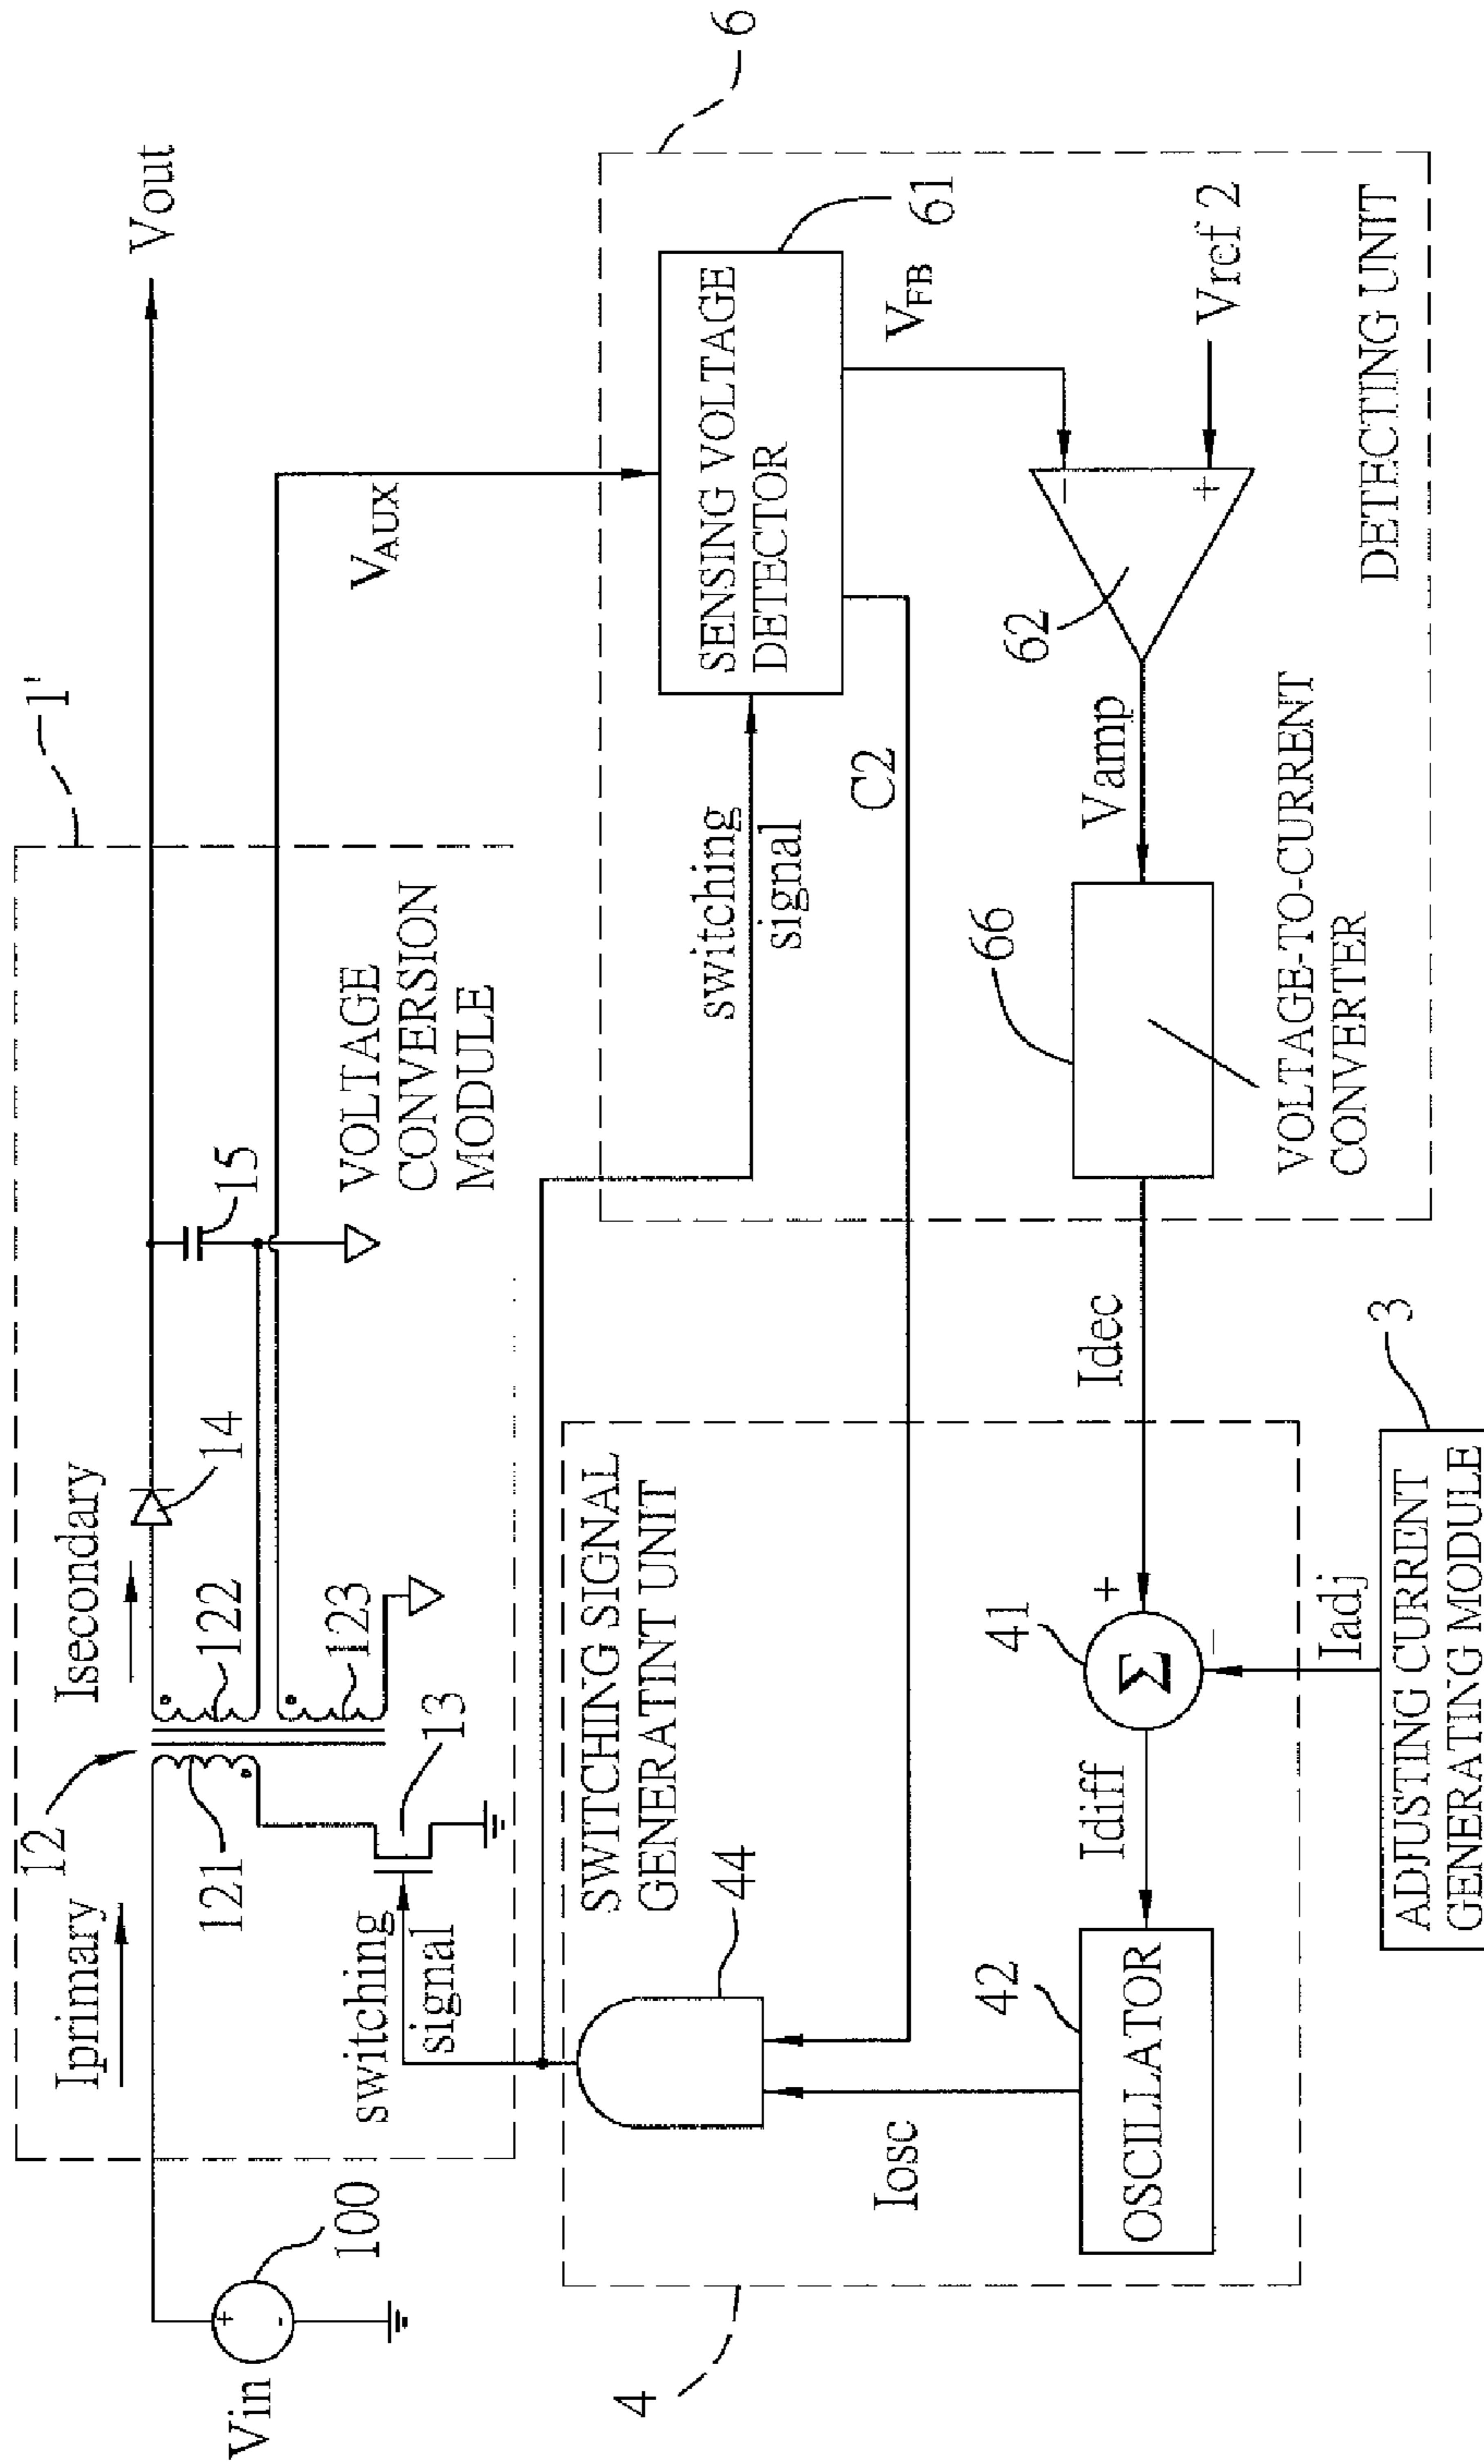 Vin
100
Iprimary
12
121
Isecondary
122
123
13
14
15
1'
Vout
switching
signal
VOLTAGE
CONVERSION
MODULE
VAUX
6
SWITCHING SIGNAL
GENERATINT UNIT
44
4
Iosc
C2
switching
signal
SENSING VOLTAGE
DETECTOR
61
VFB
Vref 2
62
−
+
Vamp
66
VOLTAGE-TO-CURRENT
CONVERTER
DETECTING UNIT
Idec
41
Σ
+
−
Idiff
42
OSCILLATOR
Iadj
3
ADJUSTING CURRENT
GENERATING MODULE